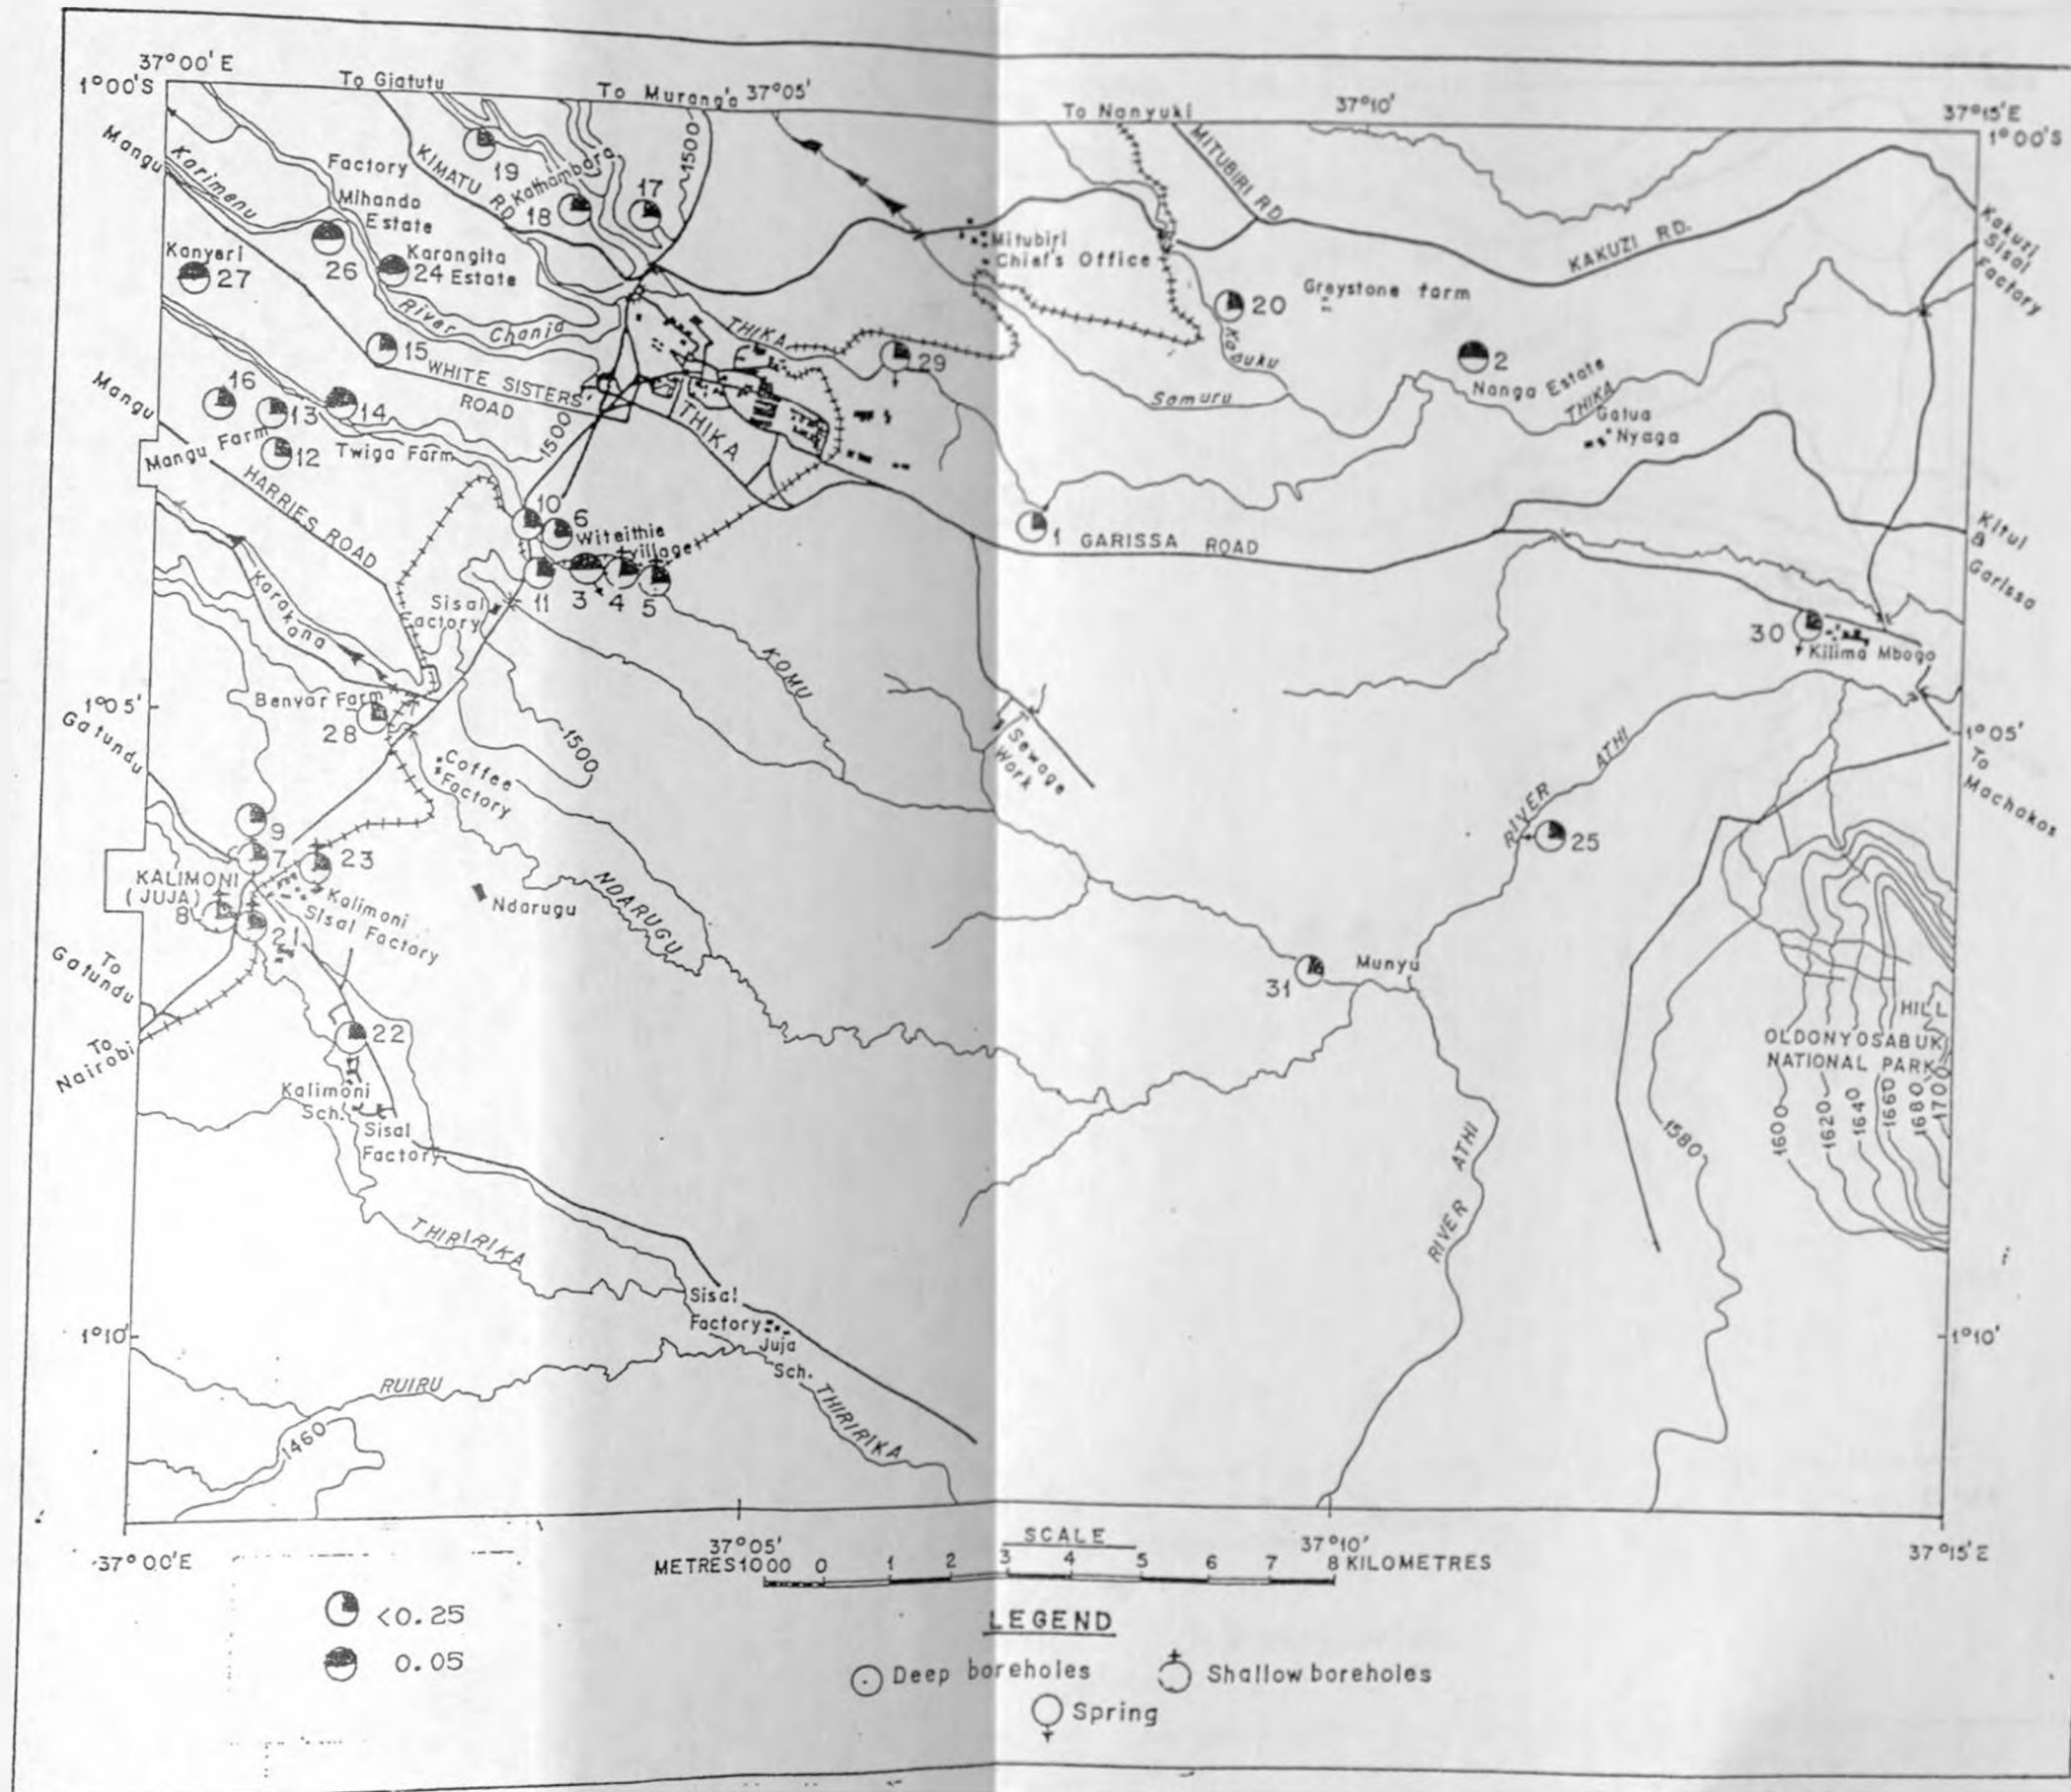 37°00'E
1°00'S
To Giatutu
To Murang'a
37°05'
To Nanyuki
37°10'
37°15'E
1°00'S
Mangu
Karimenu
Factory
KIMATU RD
19
Kathambara
18
17
1500
Mihando
Estate
Kanyeri
27
26
Karangita
24 Estate
River Chania
MITUBIRI RD
Mitubiri
Chief's Office
KAKUZI RD.
Kakuzi
Sisal
Factory
20
Greystone farm
Kabuku
THIKA
29
2
Nanga Estate
Samuru
THIKA
Gatua
Nyaga
15
WHITE SISTERS'
ROAD
THIKA
Mangu
16
13
14
12
Mangu Farm
Twiga Farm
1500
HARRIES ROAD
10
6
Witeithie
village
11
3
4
5
1 GARISSA ROAD
Kitui
&
Garissa
Karakana
Sisal
Factory
KOMU
30
Kilima Mbogo
1°05'
Gatundu
Benvar Farm
28
1500
Sewage
Work
1°05'
To
Machakos
Coffee
Factory
RIVER ATHI
25
9
7
23
KALIMONI
(JUJA)
8
21
Kalimoni
Sisal Factory
Ndarugu
NDARUGU
To
Gatundu
31
Munyu
HILL
OLDONYOSABUK
NATIONAL PARK
To
Nairobi
22
Kalimoni
Sch.
Sisal
Factory
RIVER ATHI
1580
1600
1620
1640
1660
1680
1700
THIRIRIKA
Sisal
Factory
Juja
Sch.
1°10'
1°10'
RUIRU
THIRIRIKA
1460
37°00'E
37°05'
37°10'
37°15'E
SCALE
METRES1000 0 1 2 3 4 5 6 7 8 KILOMETRES
<0.25
0.05
LEGEND
Deep boreholes
Shallow boreholes
Spring